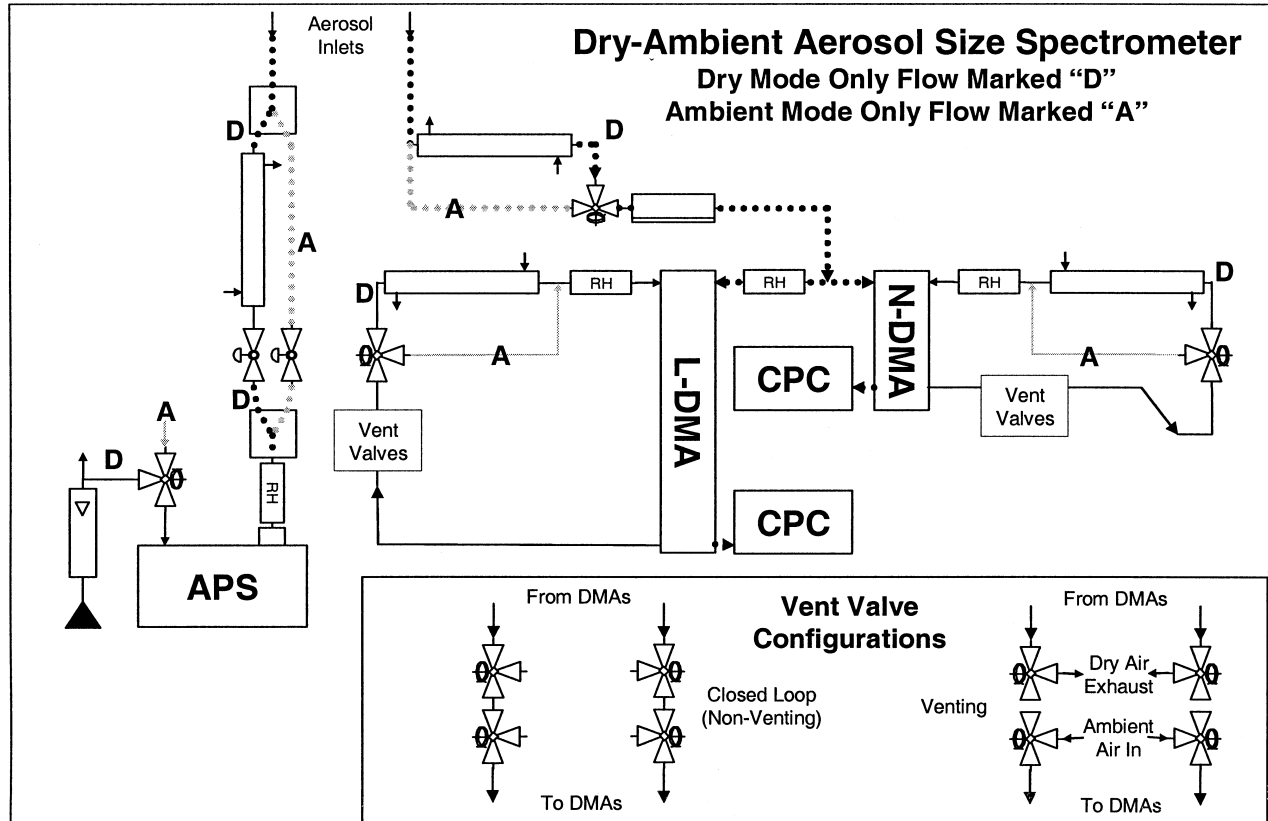 Aerosol
Inlets
Dry-Ambient Aerosol Size Spectrometer
Dry Mode Only Flow Marked “D”
Ambient Mode Only Flow Marked “A”
D
D
A
A
RH
RH
RH
D
D
A
L-DMA
N-DMA
A
A
CPC
D
Vent
Valves
Vent
Valves
A
D
RH
CPC
APS
From DMAs
Vent Valve
Configurations
From DMAs
Closed Loop
(Non-Venting)
Venting
Dry Air
Exhaust
Ambient
Air In
To DMAs
To DMAs